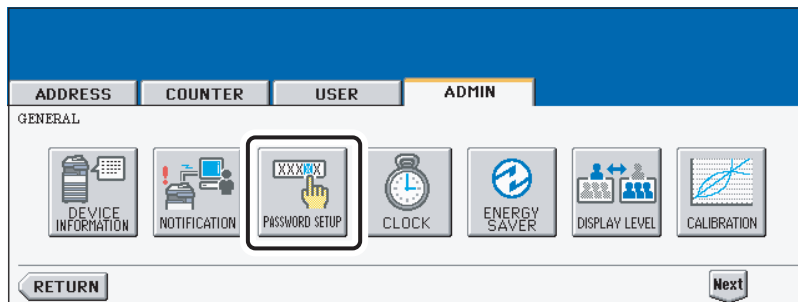 ADDRESS COUNTER USER ADMIN
GENERAL
XXXXX
DEVICE
INFORMATION
NOTIFICATION
PASSWORD SETUP
CLOCK
ENERGY
SAVER
DISPLAY LEVEL
CALIBRATION
RETURN
Next